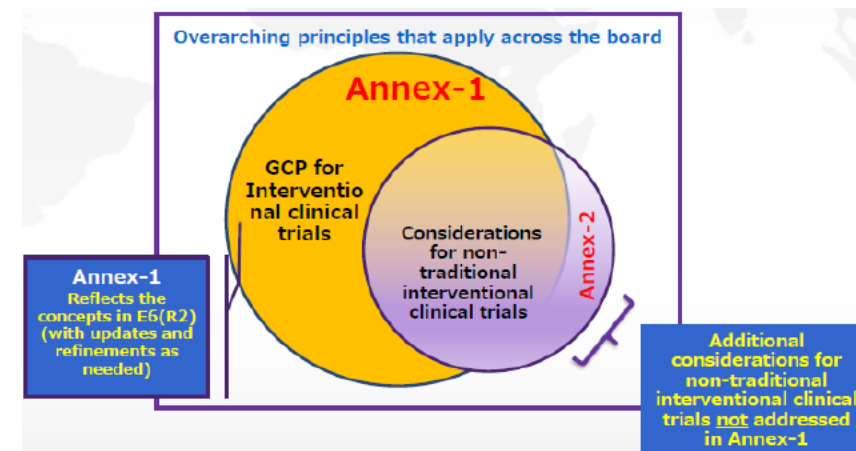 Overarching principles that apply across the board
Annex-1
GCP for
Interventio
nal clinical
trials
Considerations
for non-
traditional
interventional
clinical trials
Annex-2
Annex-1
Reflects the
concepts in E6(R2)
(with updates and
refinements as
needed)
Additional
considerations for
non-traditional
interventional clinical
trials not addressed
in Annex-1